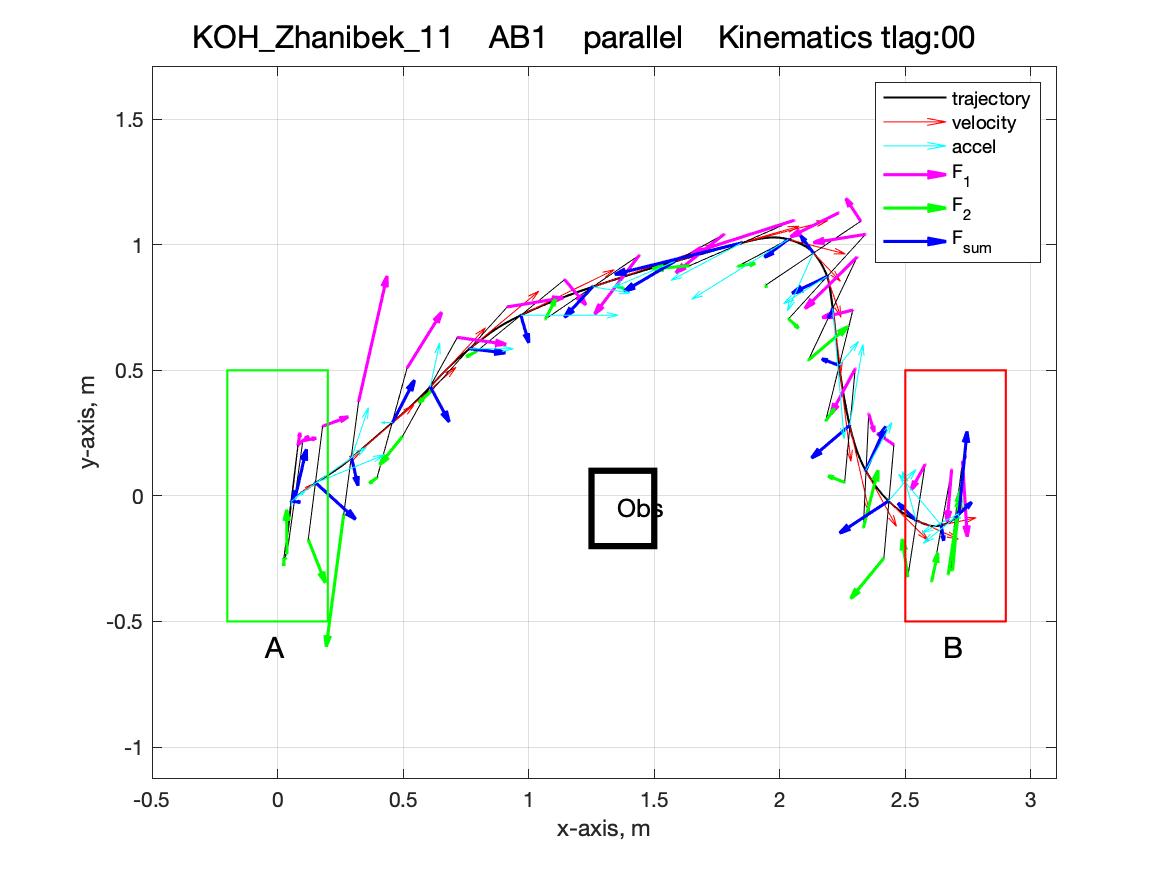 KOH_Zhanibek_11 AB1 parallel Kinematics tlag:00
trajectory
velocity
accel
F1
F2
Fsum
1.5
1
0.5
0
-0.5
-1
y-axis, m
Obs
A
B
-0.5 0 0.5 1 1.5 2 2.5 3
x-axis, m